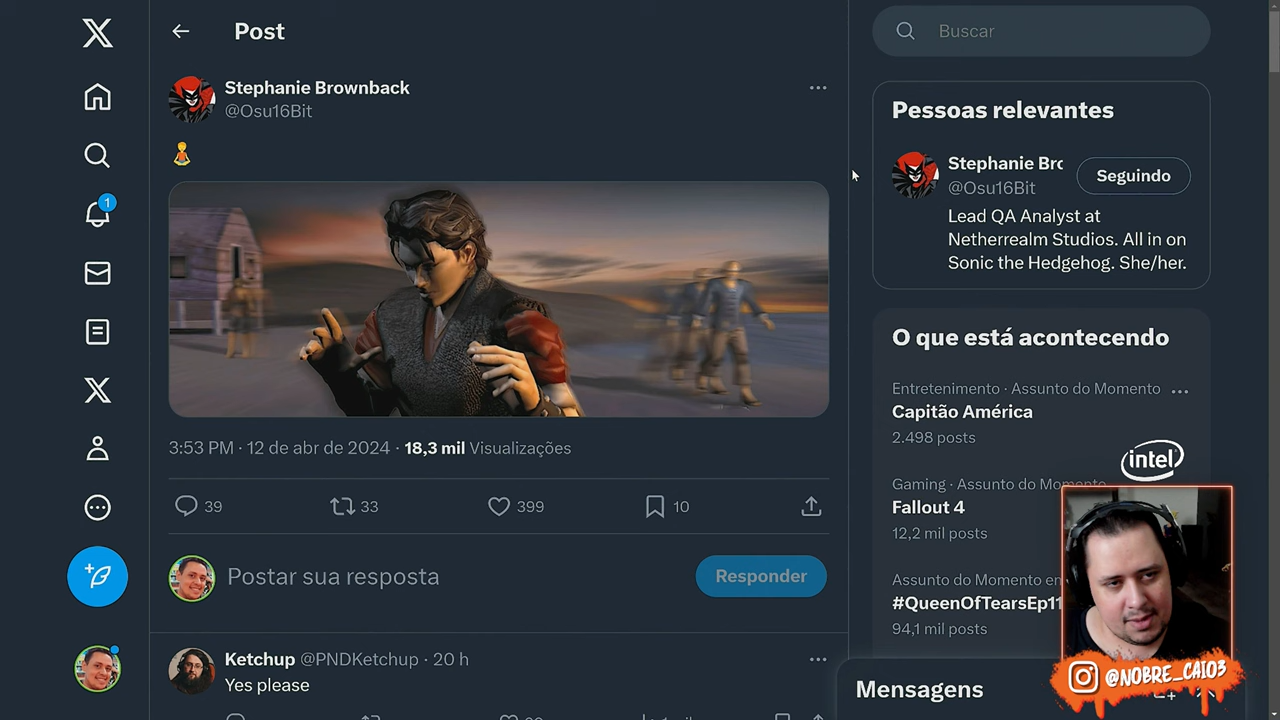 Post
Stephanie Brownback
@Osu16Bit
3:53 PM · 12 de abr de 2024 · 18,3 mil Visualizações
39
33
399
10
Postar sua resposta
Responder
Ketchup @PNDKetchup · 20 h
Yes please
1
Buscar
Pessoas relevantes
Stephanie Brc
@Osu16Bit
Seguindo
Lead QA Analyst at
Netherrealm Studios. All in on
Sonic the Hedgehog. She/her.
O que está acontecendo
Entretenimento · Assunto do Momento
Capitão América
2.498 posts
Gaming · Assunto do Momento
Fallout 4
12,2 mil posts
Assunto do Momento em
#QueenOfTearsEp11
94,1 mil posts
Mensagens
intel
@NOBRE_CAIO3